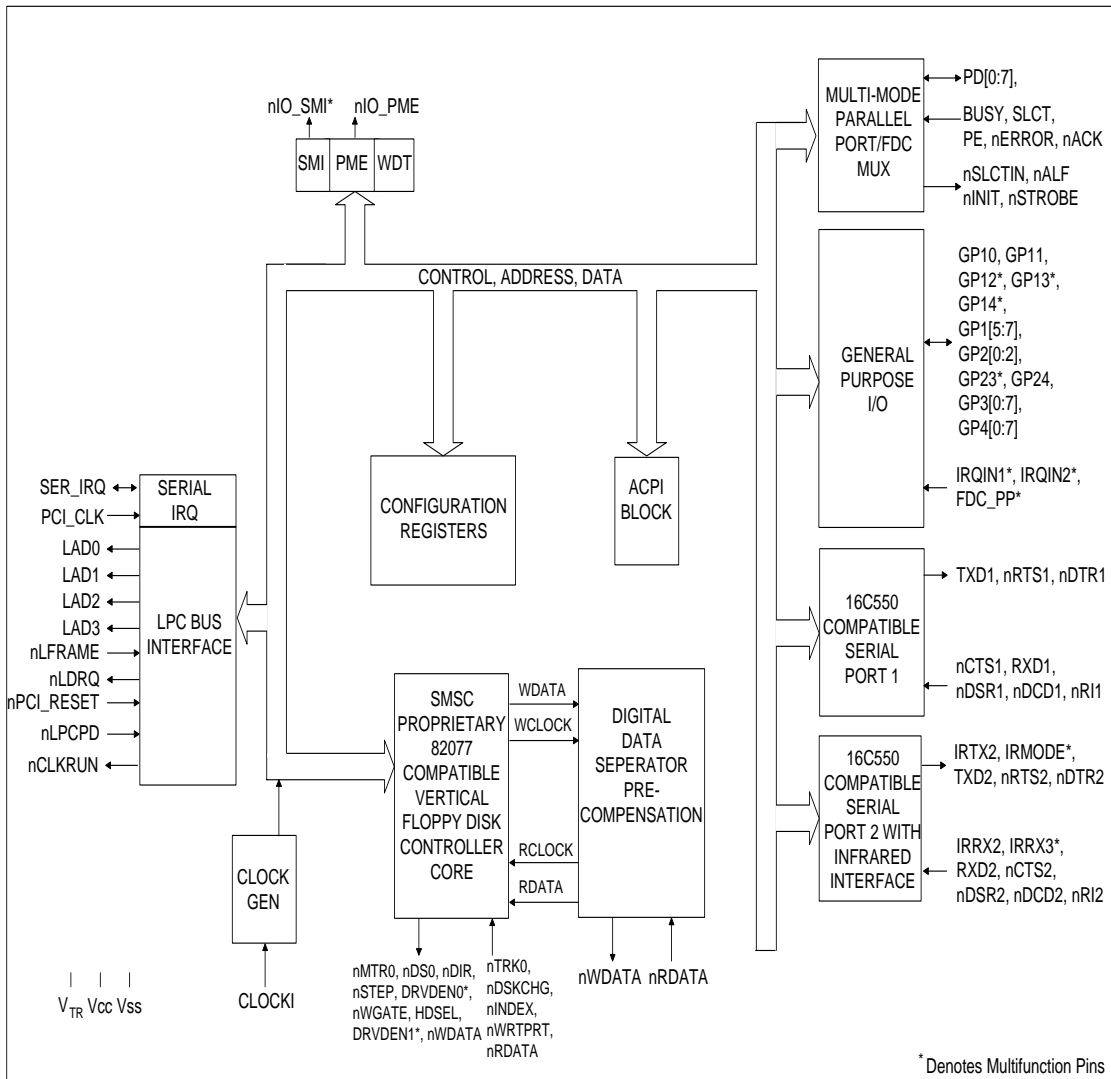 nIO_SMI* nIO_PME
SMI PME WDT
CONTROL, ADDRESS, DATA
MULTI-MODE
PARALLEL
PORT/FDC
MUX
PD[0:7],
BUSY, SLCT,
PE, nERROR, nACK
nSLCTIN, nALF
nINIT, nSTROBE
GENERAL
PURPOSE
I/O
GP10, GP11,
GP12*, GP13*,
GP14*,
GP1[5:7],
GP2[0:2],
GP23*, GP24,
GP3[0:7],
GP4[0:7]
IRQIN1*, IRQIN2*,
FDC_PP*
CONFIGURATION
REGISTERS
ACPI
BLOCK
SER_IRQ
PCI_CLK
LAD0
LAD1
LAD2
LAD3
nLFRAME
nLDRQ
nPCI_RESET
nLPCPD
nCLKRUN
SERIAL
IRQ
LPC BUS
INTERFACE
16C550
COMPATIBLE
SERIAL
PORT 1
TXD1, nRTS1, nDTR1
nCTS1, RXD1,
nDSR1, nDCD1, nRI1
16C550
COMPATIBLE
SERIAL
PORT 2 WITH
INFRARED
INTERFACE
IRTX2, IRMODE*,
TXD2, nRTS2, nDTR2
IRRX2, IRRX3*,
RXD2, nCTS2,
nDSR2, nDCD2, nRI2
SMSC
PROPRIETARY
82077
COMPATIBLE
VERTICAL
FLOPPY DISK
CONTROLLER
CORE
WDATA
WCLOCK
RCLOCK
RDATA
DIGITAL
DATA
SEPERATOR
PRE-
COMPENSATION
CLOCK
GEN
CLOCKI
nMTR0, nDS0, nDIR,
nSTEP, DRVDEN0*,
nWGATE, HDSEL,
DRVDEN1*, nWDATA
nTRK0,
nDSKCHG,
nINDEX,
nWRTPRT,
nRDATA
nWDATA nRDATA
VTR Vcc Vss
* Denotes Multifunction Pins